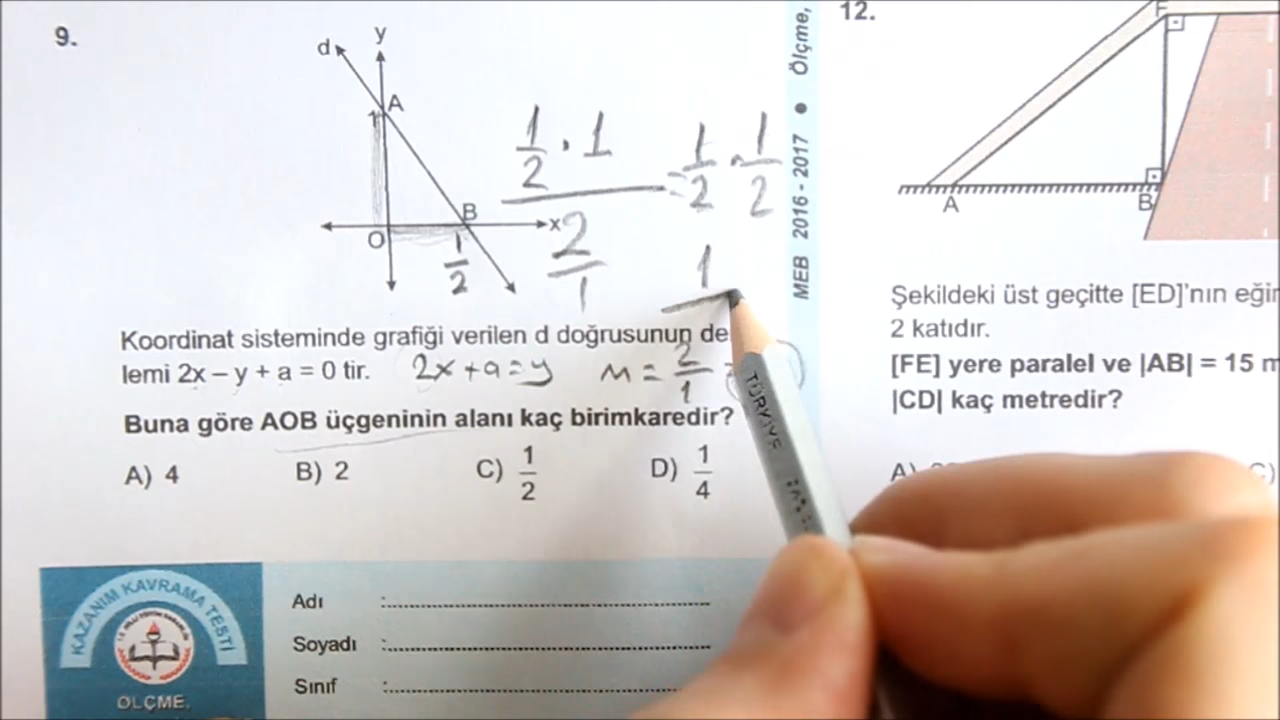 9.
d
y
A
1
B
x
O
1/2
1/2 . 1
2/1
= 1/2 . 1/2
1
Koordinat sisteminde grafiği verilen d doğrusunun de
lemi 2x – y + a = 0 tir.
2x + a = y
m = 2/1
Buna göre AOB üçgeninin alanı kaç birimkaredir?
A) 4 B) 2 C) 1/2 D) 1/4
MEB 2016 - 2017 ● Ölçme,
12.
F
A
B
Şekildeki üst geçitte [ED]'nın
2 katıdır.
[FE] yere paralel ve |AB| = 15
|CD| kaç metredir?
A)
C)
KAZANIM KAVRAMA TESTİ
ÖLÇME,
Adı :
Soyadı :
Sınıf :
TÜRKİYE